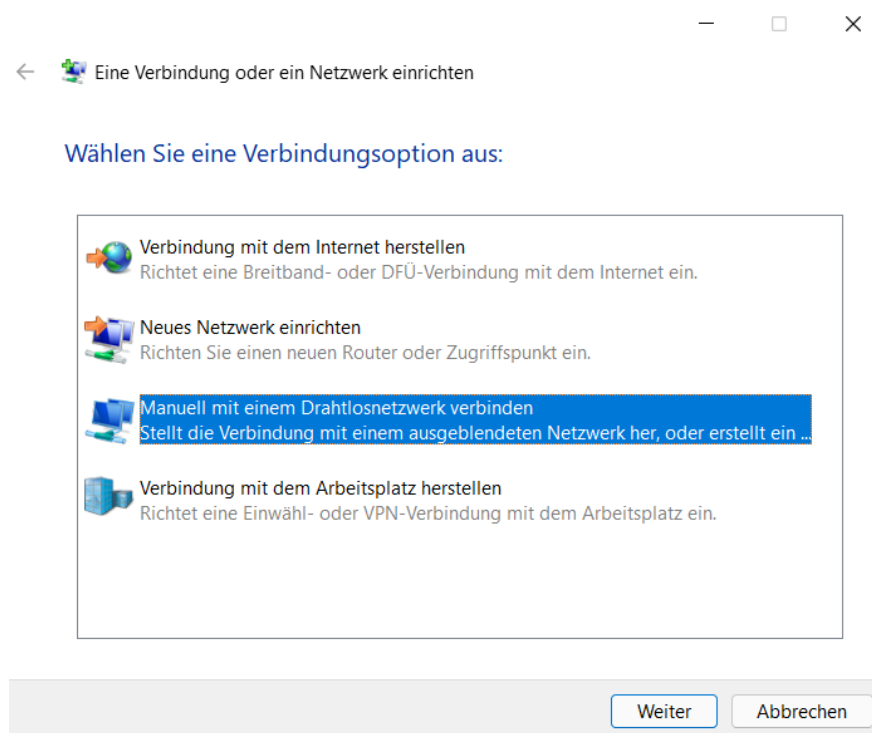 Eine Verbindung oder ein Netzwerk einrichten
Wählen Sie eine Verbindungsoption aus:
Verbindung mit dem Internet herstellen
Richtet eine Breitband- oder DFÜ-Verbindung mit dem Internet ein.
Neues Netzwerk einrichten
Richten Sie einen neuen Router oder Zugriffspunkt ein.
Manuell mit einem Drahtlosnetzwerk verbinden
Stellt die Verbindung mit einem ausgeblendeten Netzwerk her, oder erstellt ein ...
Verbindung mit dem Arbeitsplatz herstellen
Richtet eine Einwähl- oder VPN-Verbindung mit dem Arbeitsplatz ein.
Weiter Abbrechen